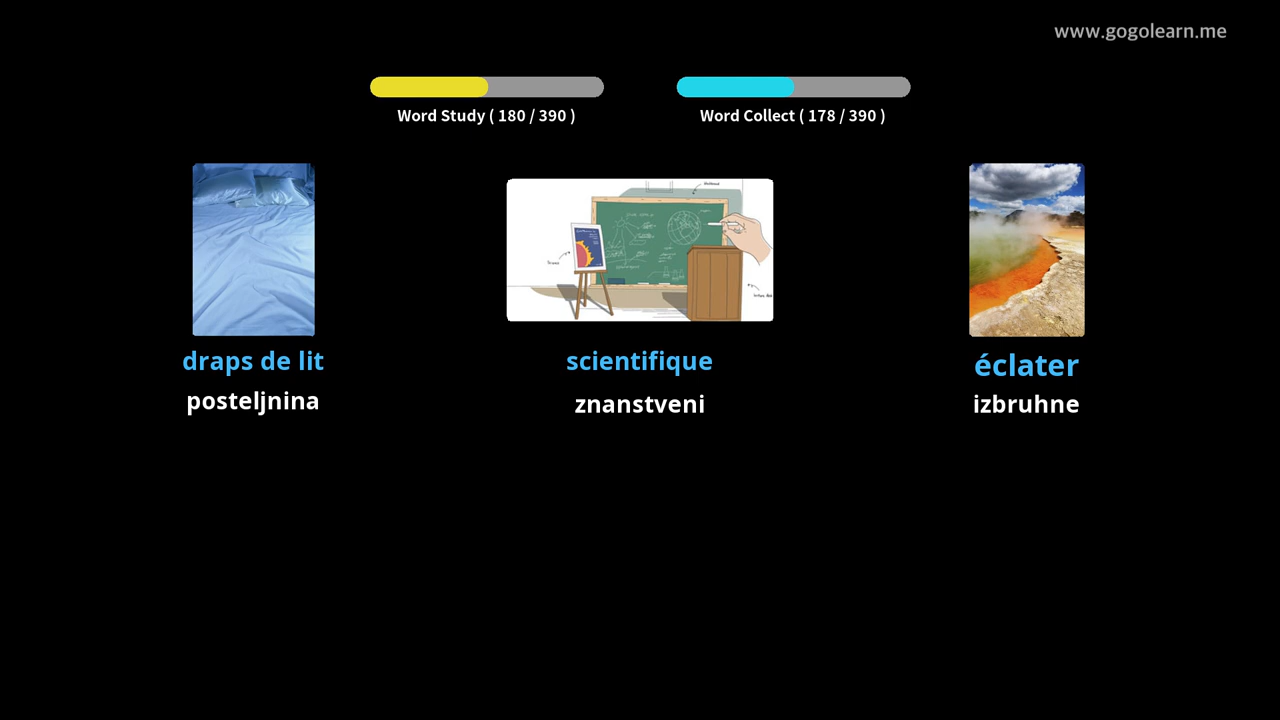 www.gogolearn.me
Word Study ( 180 / 390 )
Word Collect ( 178 / 390 )
draps de lit
scientifique
éclater
posteljnina
znanstveni
izbruhne